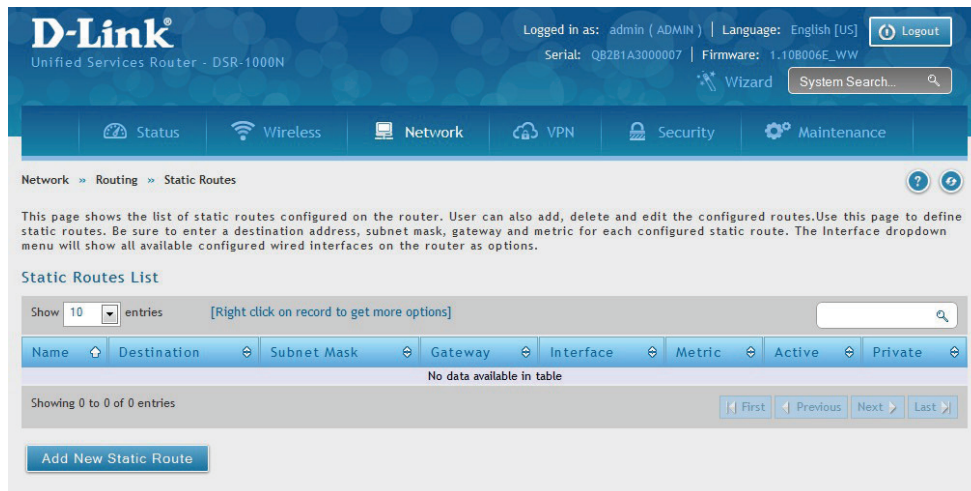 D-Link®
Logged in as: admin ( ADMIN ) | Language: English [US] Logout
Unified Services Router - DSR-1000N
Serial: QB2B1A3000007 | Firmware: 1.10B006E_WW
Wizard System Search...
Status Wireless Network VPN Security Maintenance
Network » Routing » Static Routes ?
This page shows the list of static routes configured on the router. User can also add, delete and edit the configured routes.Use this page to define
static routes. Be sure to enter a destination address, subnet mask, gateway and metric for each configured static route. The Interface dropdown
menu will show all available configured wired interfaces on the router as options.
Static Routes List
Show 10 entries [Right click on record to get more options]
Name Destination Subnet Mask Gateway Interface Metric Active Private
No data available in table
Showing 0 to 0 of 0 entries First Previous Next Last
Add New Static Route